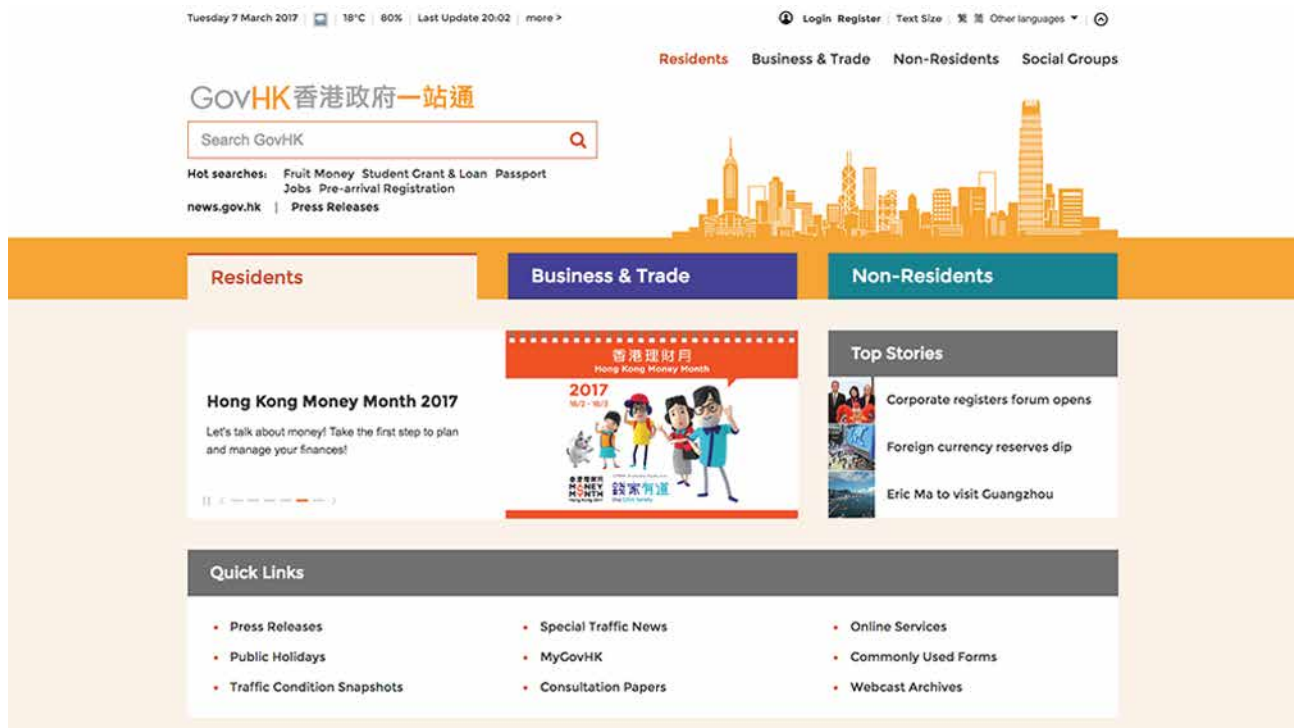 Tuesday 7 March 2017 | 18°C | 80% | Last Update 20:02 | more >
Login Register | Text Size | 繁 简 Other languages
Residents Business & Trade Non-Residents Social Groups
GovHK香港政府一站通
Search GovHK
Hot searches: Fruit Money Student Grant & Loan Passport
Jobs Pre-arrival Registration
news.gov.hk | Press Releases
Residents
Business & Trade
Non-Residents
Hong Kong Money Month 2017
Let's talk about money! Take the first step to plan
and manage your finances!
香港理財月
Hong Kong Money Month
2017
錢家有道
Top Stories
Corporate registers forum opens
Foreign currency reserves dip
Eric Ma to visit Guangzhou
Quick Links
Press Releases
Special Traffic News
Online Services
Public Holidays
MyGovHK
Commonly Used Forms
Traffic Condition Snapshots
Consultation Papers
Webcast Archives